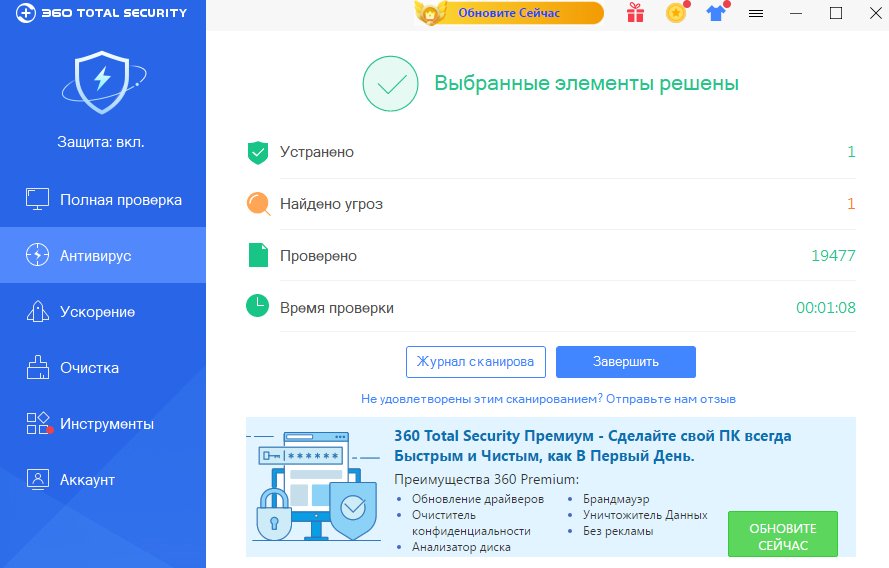 360 TOTAL SECURITY
Обновите Сейчас
Защита: вкл.
Полная проверка
Антивирус
Ускорение
Очистка
Инструменты
Аккаунт
Выбранные элементы решены
Устранено 1
Найдено угроз 1
Проверено 19477
Время проверки 00:01:08
Журнал сканирова
Завершить
Не удовлетворены этим сканированием? Отправьте нам отзыв
******
360 Total Security Премиум - Сделайте свой ПК всегда
Быстрым и Чистым, как В Первый День.
Преимущества 360 Premium:
• Обновление драйверов
• Очиститель
конфиденциальности
• Анализатор диска
• Брандмауэр
• Уничтожитель Данных
• Без рекламы
ОБНОВИТЕ
СЕЙЧАС